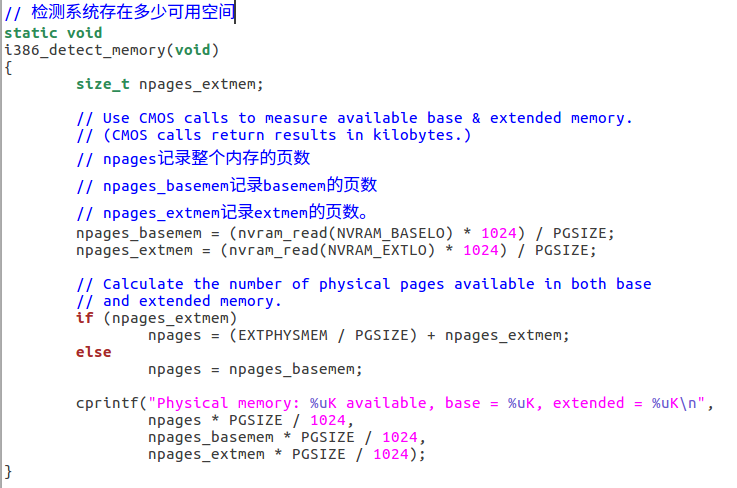 // 检测系统存在多少可用空间
static void
i386_detect_memory(void)
{
        size_t npages_extmem;

        // Use CMOS calls to measure available base & extended memory.
        // (CMOS calls return results in kilobytes.)
        // npages记录整个内存的页数
        // npages_basemem记录basemem的页数
        // npages_extmem记录extmem的页数。
        npages_basemem = (nvram_read(NVRAM_BASELO) * 1024) / PGSIZE;
        npages_extmem = (nvram_read(NVRAM_EXTLO) * 1024) / PGSIZE;

        // Calculate the number of physical pages available in both base
        // and extended memory.
        if (npages_extmem)
                npages = (EXTPHYSMEM / PGSIZE) + npages_extmem;
        else
                npages = npages_basemem;

        cprintf("Physical memory: %uK available, base = %uK, extended = %uK\n",
                npages * PGSIZE / 1024,
                npages_basemem * PGSIZE / 1024,
                npages_extmem * PGSIZE / 1024);
}